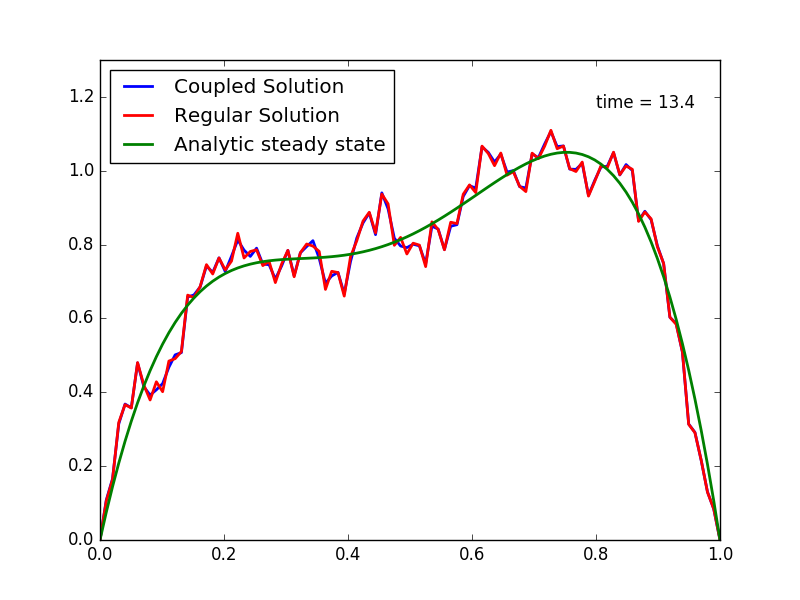 Coupled Solution
Regular Solution
Analytic steady state
time = 13.4
1.2
1.0
0.8
0.6
0.4
0.2
0.0
0.0 0.2 0.4 0.6 0.8 1.0